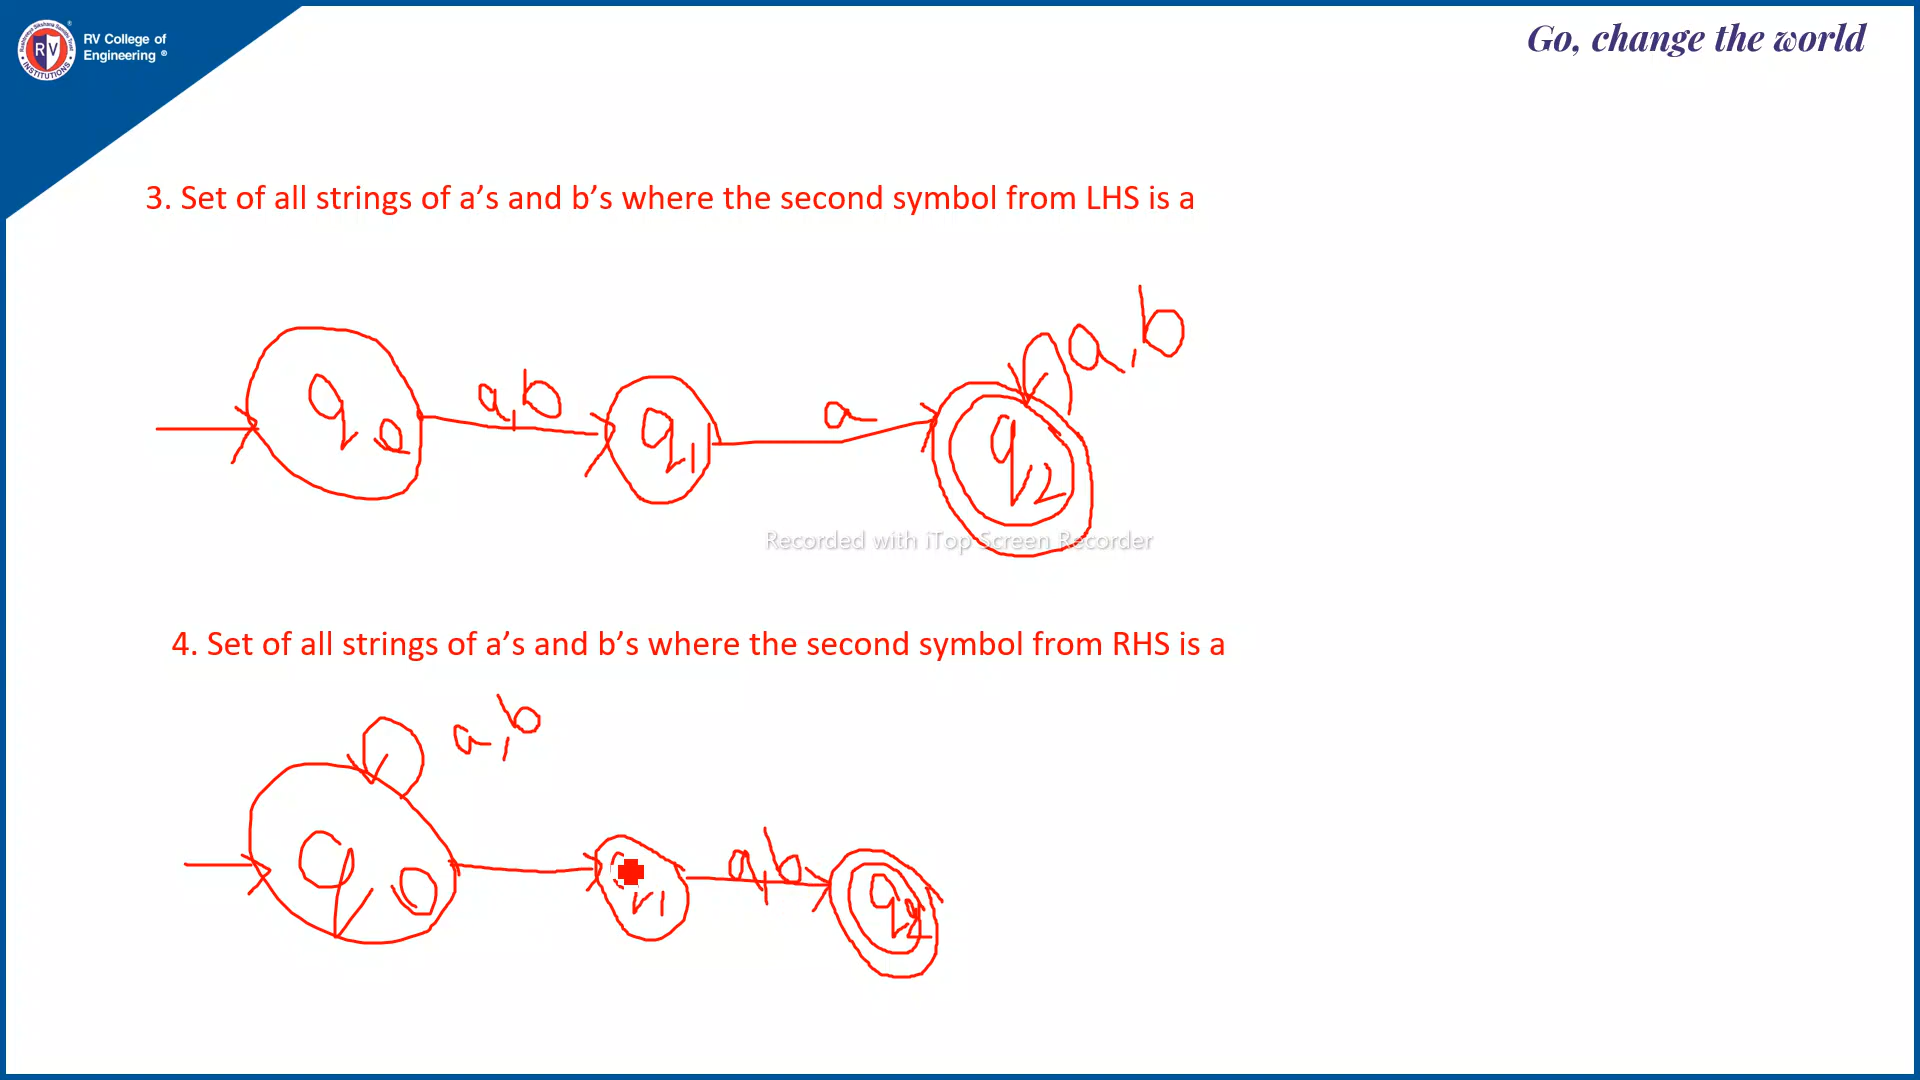 RV College of
Engineering ®
RV
INSTITUTIONS
Go, change the world
3. Set of all strings of a’s and b’s where the second symbol from LHS is a
a,b
q0
a,b
q1
a
q2
Recorded with iTop Screen Recorder
4. Set of all strings of a’s and b’s where the second symbol from RHS is a
a,b
q0
q1
a,b
q2